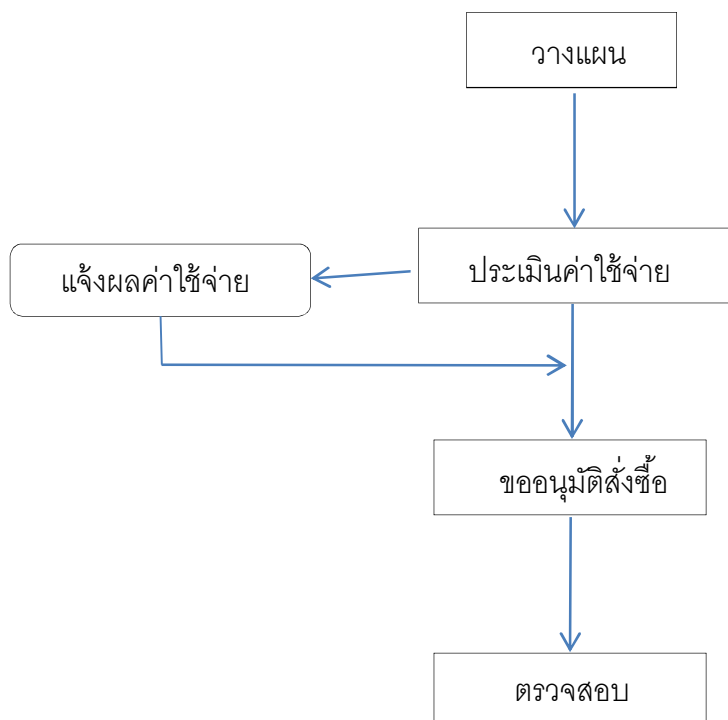 วางแผน
ประเมินค่าใช้จ่าย
แจ้งผลค่าใช้จ่าย
ขออนุมัติสั่งซื้อ
ตรวจสอบ